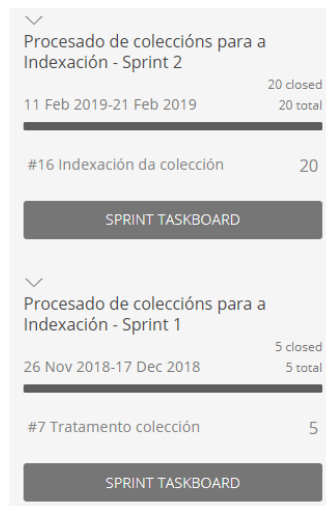 Procesado de coleccións para a
Indexación - Sprint 2
20 closed
11 Feb 2019-21 Feb 2019 20 total
#16 Indexación da colección 20
SPRINT TASKBOARD
Procesado de coleccións para a
Indexación - Sprint 1
5 closed
26 Nov 2018-17 Dec 2018 5 total
#7 Tratamento colección 5
SPRINT TASKBOARD